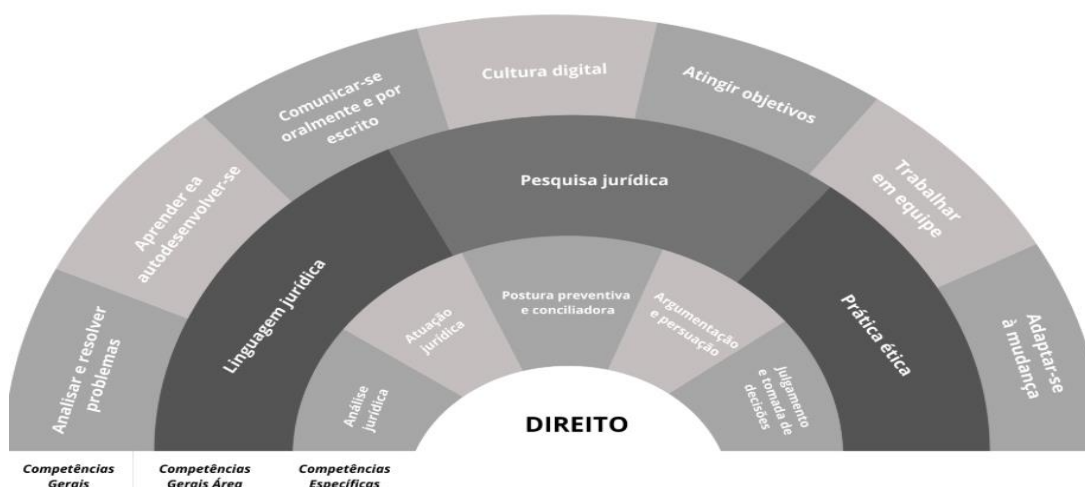 Analisar e resolver
problemas
Aprender ea
autodesenvolver-se
Comunicar-se
oralmente e por
escrito
Cultura digital
Atingir objetivos
Trabalhar
em equipe
Adaptar-se
à mudança
Linguagem jurídica
Pesquisa jurídica
Prática ética
Análise
jurídica
Atuação
jurídica
Postura preventiva
e conciliadora
Argumentação
e persuação
Julgamento
e tomada de
decisões
DIREITO
Competências
Gerais
Competências
Gerais Área
Competências
Específicas